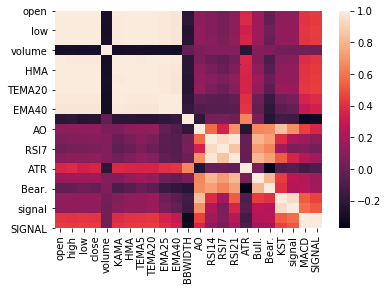 open
low
volume
HMA
TEMA20
EMA40
AO
RSI7
ATR
Bear.
signal
SIGNAL
open
high
low
close
volume
KAMA
HMA
TEMA5
TEMA20
EMA25
EMA40
BBWIDTH
AO
RSI14
RSI7
RSI21
ATR
Bull.
Bear.
KST
signal
MACD
SIGNAL
1.0
0.8
0.6
0.4
0.2
0.0
−0.2